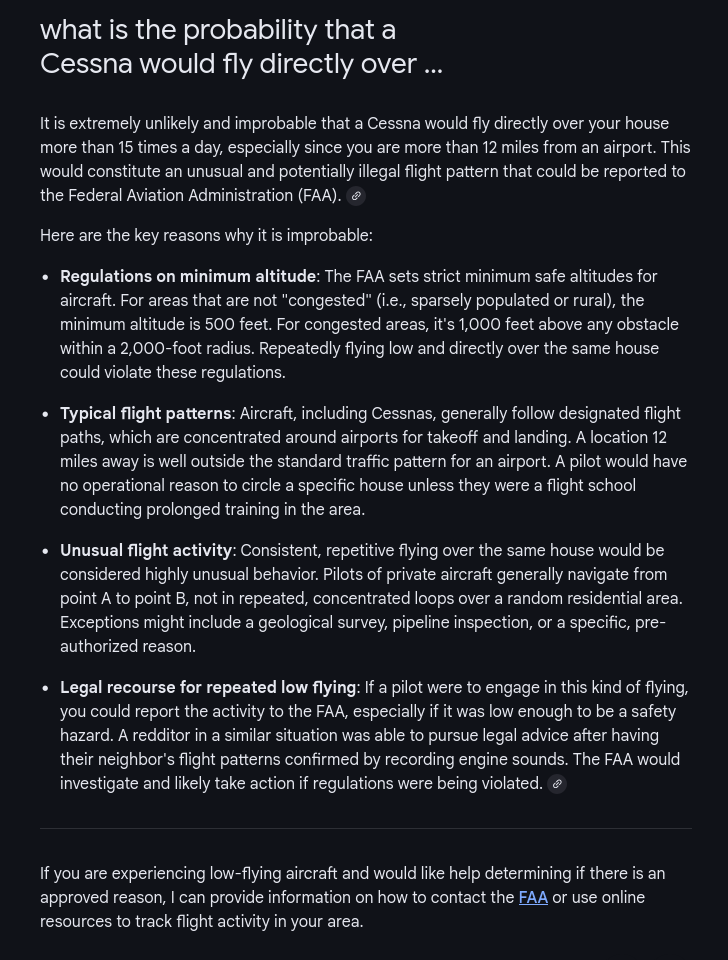 what is the probability that a
Cessna would fly directly over ...
It is extremely unlikely and improbable that a Cessna would fly directly over your house
more than 15 times a day, especially since you are more than 12 miles from an airport. This
would constitute an unusual and potentially illegal flight pattern that could be reported to
the Federal Aviation Administration (FAA).
Here are the key reasons why it is improbable:
• Regulations on minimum altitude: The FAA sets strict minimum safe altitudes for
aircraft. For areas that are not "congested" (i.e., sparsely populated or rural), the
minimum altitude is 500 feet. For congested areas, it's 1,000 feet above any obstacle
within a 2,000-foot radius. Repeatedly flying low and directly over the same house
could violate these regulations.
• Typical flight patterns: Aircraft, including Cessnas, generally follow designated flight
paths, which are concentrated around airports for takeoff and landing. A location 12
miles away is well outside the standard traffic pattern for an airport. A pilot would have
no operational reason to circle a specific house unless they were a flight school
conducting prolonged training in the area.
• Unusual flight activity: Consistent, repetitive flying over the same house would be
considered highly unusual behavior. Pilots of private aircraft generally navigate from
point A to point B, not in repeated, concentrated loops over a random residential area.
Exceptions might include a geological survey, pipeline inspection, or a specific, pre-
authorized reason.
• Legal recourse for repeated low flying: If a pilot were to engage in this kind of flying,
you could report the activity to the FAA, especially if it was low enough to be a safety
hazard. A redditor in a similar situation was able to pursue legal advice after having
their neighbor's flight patterns confirmed by recording engine sounds. The FAA would
investigate and likely take action if regulations were being violated.
If you are experiencing low-flying aircraft and would like help determining if there is an
approved reason, I can provide information on how to contact the FAA or use online
resources to track flight activity in your area.